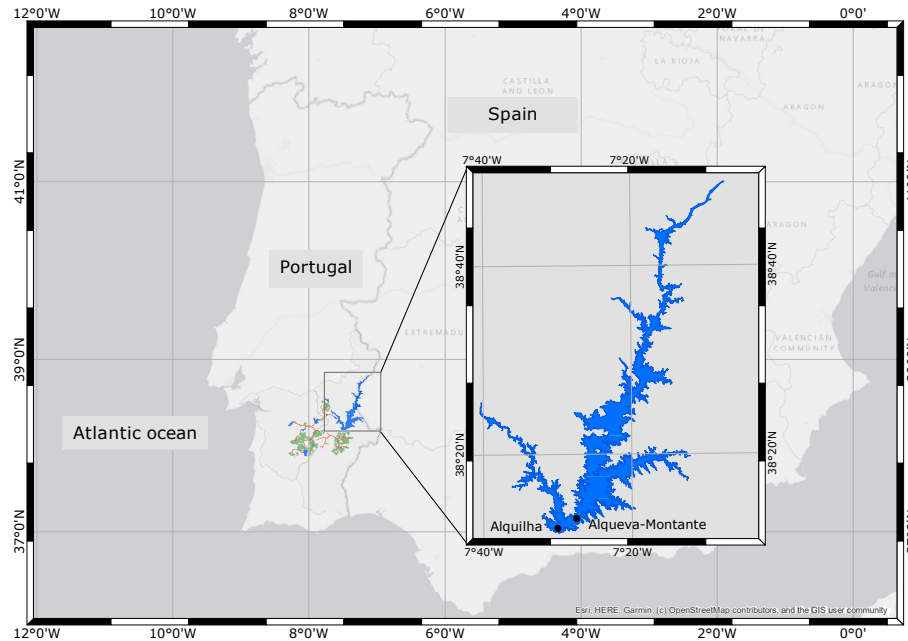 12°0'W 10°0'W 8°0'W 6°0'W 4°0'W 2°0'W 0°0'
NAVARRA
LA RIOJA
CASTILLA
AND LEON
ARAGON
ARAGON
Spain
7°40'W 7°20'W
41°0'N
ARAGON
Portugal
38°40'N 38°40'N
Gulf of
Valencia
EXTREMADU
VALENCIAN
COMMUNITY
39°0'N
Atlantic ocean
38°20'N 38°20'N
Alquilha Alqueva-Montante
37°0'N
7°40'W 7°20'W
Esri, HERE, Garmin, (c) OpenStreetMap contributors, and the GIS user community
12°0'W 10°0'W 8°0'W 6°0'W 4°0'W 2°0'W 0°0'